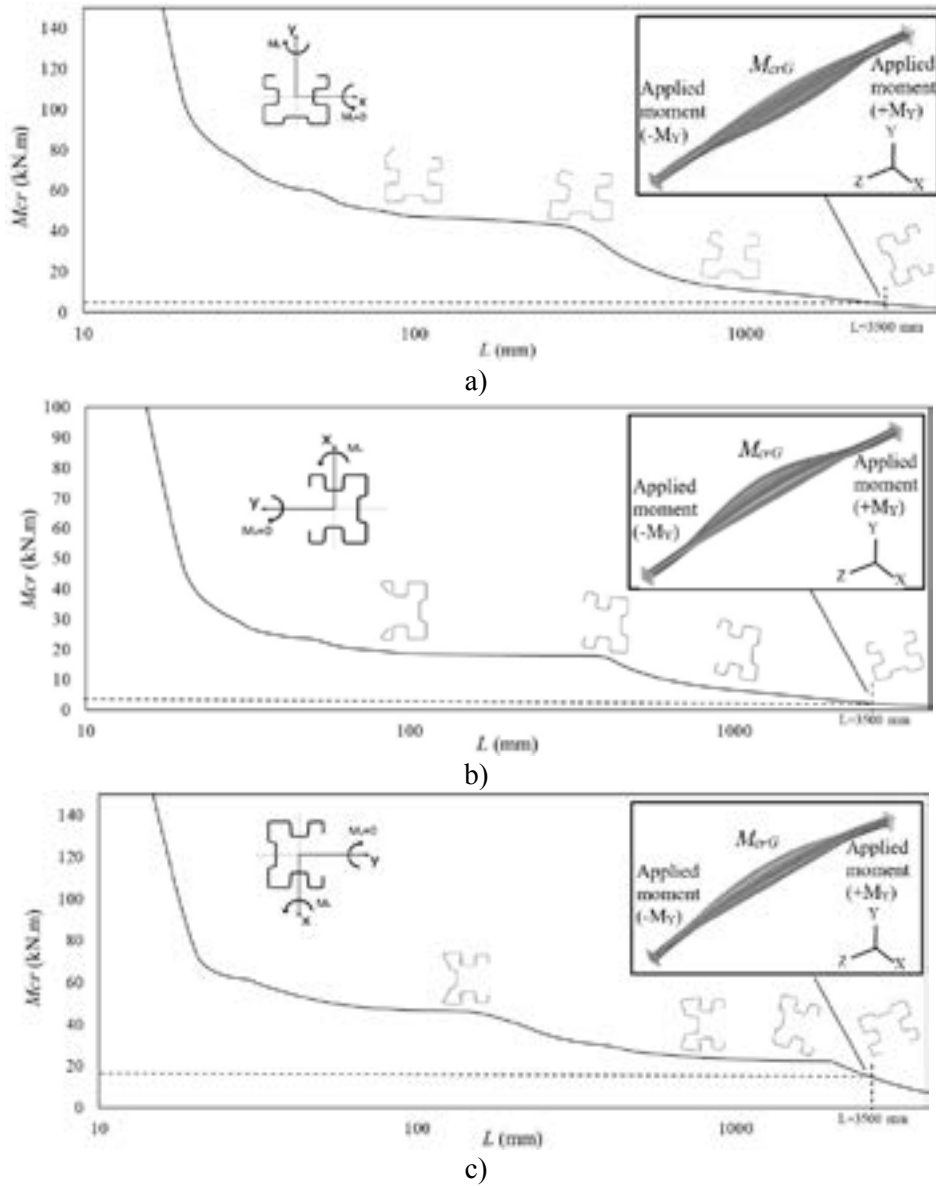 140
120
100
80
60
40
20
0
Mcr (kN.m)
Y
X
McrG
Applied
moment
(-MY)
Applied
moment
(+MY)
Y
Z
X
10
100
1000
L=3500 mm
L (mm)
a)
100
90
80
70
60
50
40
30
20
10
0
Mcr (kN.m)
X
Y
McrG
Applied
moment
(-MY)
Applied
moment
(+MY)
Y
Z
X
10
100
1000
L=3500 mm
L (mm)
b)
140
120
100
80
60
40
20
0
Mcr (kN.m)
Y
X
McrG
Applied
moment
(-MY)
Applied
moment
(+MY)
Y
Z
X
10
100
1000
L=3500 mm
L (mm)
c)